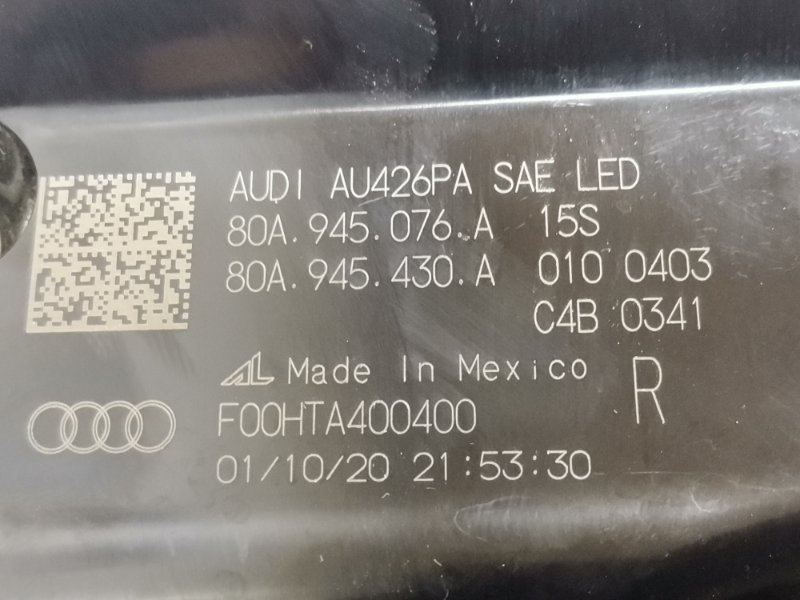 AUDI AU426PA SAE LED
80A.945.076.A 15S
80A.945.430.A 010 0403
C4B 0341
AL Made In Mexico R
F00HTA400400
01/10/20 21:53:30